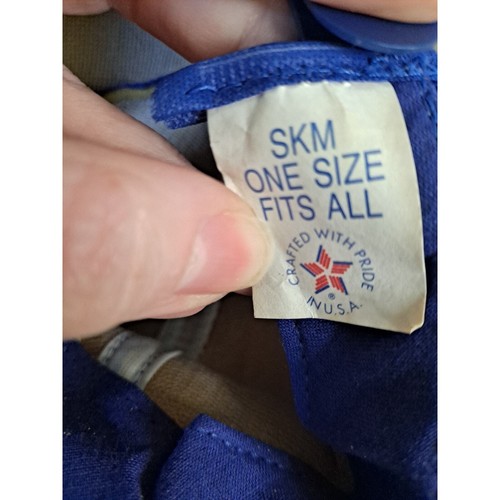 SKM
ONE SIZE
FITS ALL
CRAFTED WITH PRIDE
®
IN U.S.A.